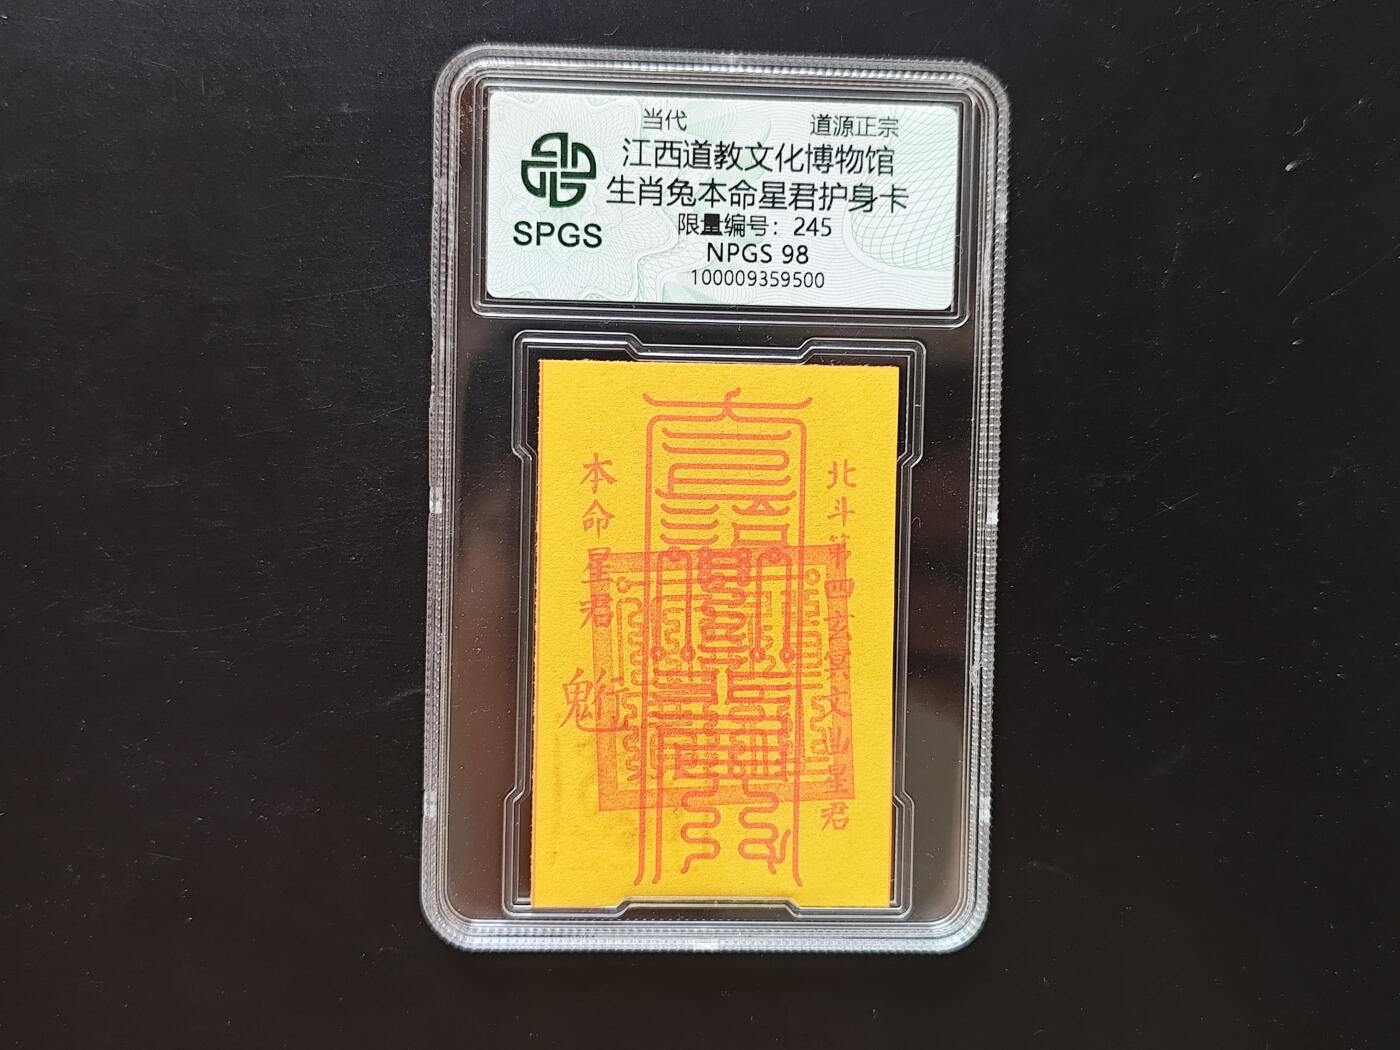 当代 道源正宗
江西道教文化博物馆
生肖兔本命星君护身卡
限量编号：245
NPGS 98
100009359500
SPGS
北斗第四玄冥文曲星君
本命星君